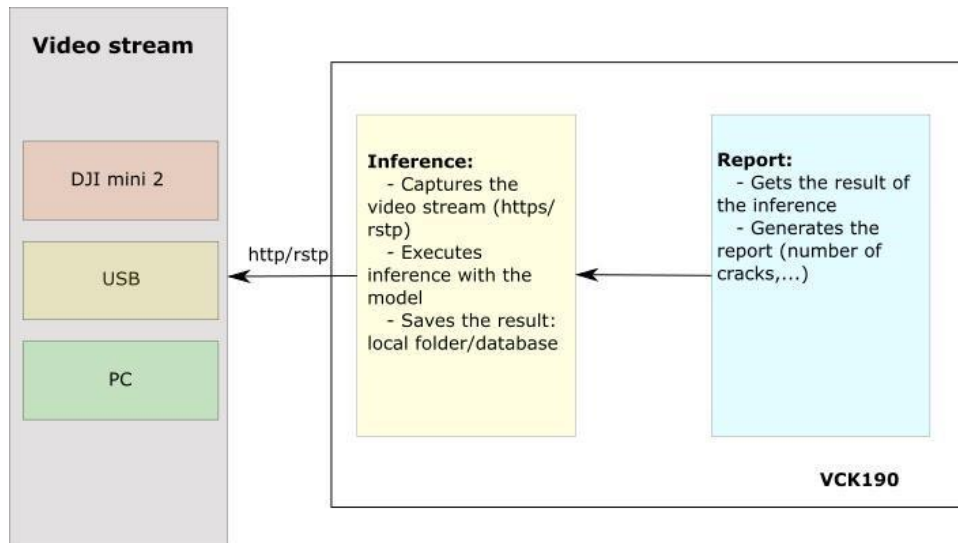 Video stream
DJI mini 2
USB
PC
http/rstp
Inference:
- Captures the
video stream (https/
rstp)
- Executes
inference with the
model
- Saves the result:
local folder/database
Report:
- Gets the result of
the inference
- Generates the
report (number of
cracks,...)
VCK190